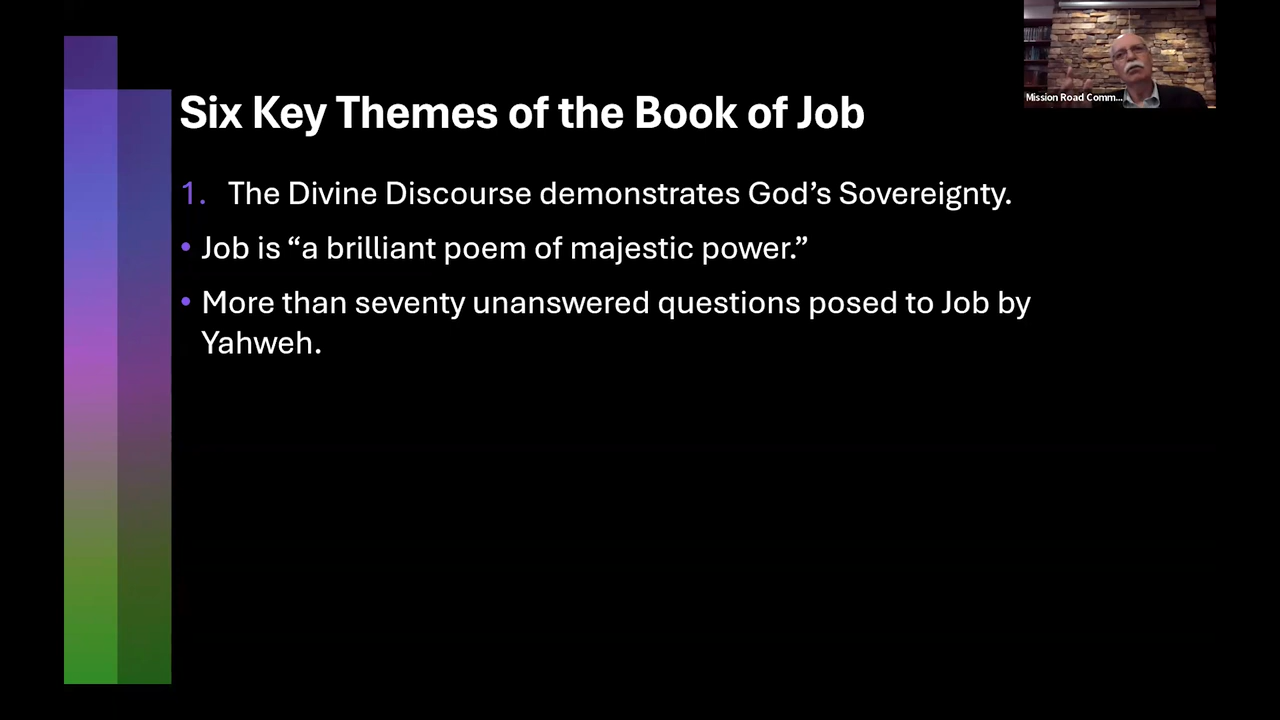 Mission Road Comm...
Six Key Themes of the Book of Job
1. The Divine Discourse demonstrates God’s Sovereignty.
• Job is “a brilliant poem of majestic power.”
• More than seventy unanswered questions posed to Job by
Yahweh.